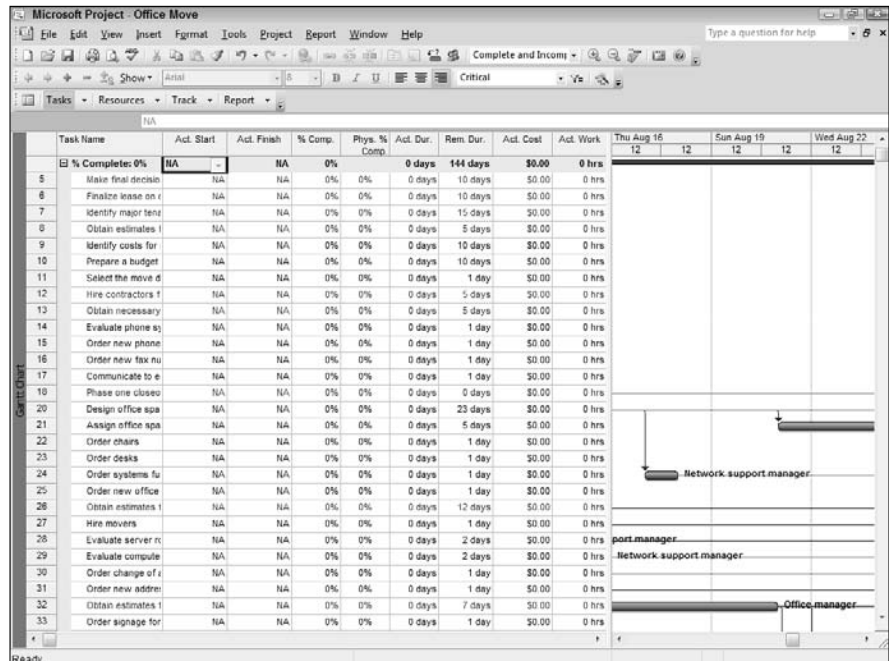 Microsoft Project - Office Move
File Edit View Insert Format Tools Project Report Window Help Type a question for help
Show Arial 8 B I U Critical Complete and Incom
Tasks Resources Track Report
NA
Task Name Act. Start Act. Finish % Comp. Phys. % Comp. Act. Dur. Rem. Dur. Act. Cost Act. Work Thu Aug 16 Sun Aug 19 Wed Aug 22
12 12 12 12 12
% Complete: 0% NA NA 0% 0 days 144 days $0.00 0 hrs
5 Make final decisio NA NA 0% 0% 0 days 10 days $0.00 0 hrs
6 Finalize lease on NA NA 0% 0% 0 days 10 days $0.00 0 hrs
7 Identify major tena NA NA 0% 0% 0 days 15 days $0.00 0 hrs
8 Obtain estimates NA NA 0% 0% 0 days 5 days $0.00 0 hrs
9 Identify costs for NA NA 0% 0% 0 days 10 days $0.00 0 hrs
10 Prepare a budget NA NA 0% 0% 0 days 10 days $0.00 0 hrs
11 Select the move d NA NA 0% 0% 0 days 1 day $0.00 0 hrs
12 Hire contractors f NA NA 0% 0% 0 days 5 days $0.00 0 hrs
13 Obtain necessary NA NA 0% 0% 0 days 5 days $0.00 0 hrs
14 Evaluate phone sy NA NA 0% 0% 0 days 1 day $0.00 0 hrs
15 Order new phone NA NA 0% 0% 0 days 1 day $0.00 0 hrs
16 Order new fax nu NA NA 0% 0% 0 days 1 day $0.00 0 hrs
17 Communicate to e NA NA 0% 0% 0 days 1 day $0.00 0 hrs
18 Phase one closeo NA NA 0% 0% 0 days 0 days $0.00 0 hrs
20 Design office spa NA NA 0% 0% 0 days 23 days $0.00 0 hrs
21 Assign office spa NA NA 0% 0% 0 days 5 days $0.00 0 hrs
22 Order chairs NA NA 0% 0% 0 days 1 day $0.00 0 hrs
23 Order desks NA NA 0% 0% 0 days 1 day $0.00 0 hrs
24 Order systems fu NA NA 0% 0% 0 days 1 day $0.00 0 hrs Network support manager
25 Order new office NA NA 0% 0% 0 days 1 day $0.00 0 hrs
26 Obtain estimates NA NA 0% 0% 0 days 12 days $0.00 0 hrs
27 Hire movers NA NA 0% 0% 0 days 1 day $0.00 0 hrs
28 Evaluate server ro NA NA 0% 0% 0 days 2 days $0.00 0 hrs port manager
29 Evaluate compute NA NA 0% 0% 0 days 2 days $0.00 0 hrs Network support manager
30 Order change of a NA NA 0% 0% 0 days 1 day $0.00 0 hrs
31 Order new addre NA NA 0% 0% 0 days 1 day $0.00 0 hrs
32 Obtain estimates NA NA 0% 0% 0 days 7 days $0.00 0 hrs Office manager
33 Order signage for NA NA 0% 0% 0 days 1 day $0.00 0 hrs
Gantt Chart
Ready